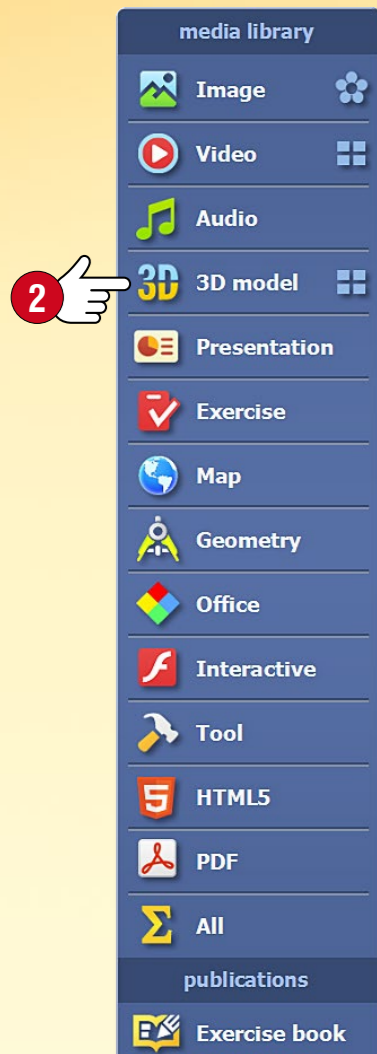 media library
Image
Video
Audio
2
3D 3D model
Presentation
Exercise
Map
Geometry
Office
Interactive
Tool
5 HTML5
PDF
Σ All
publications
Exercise book